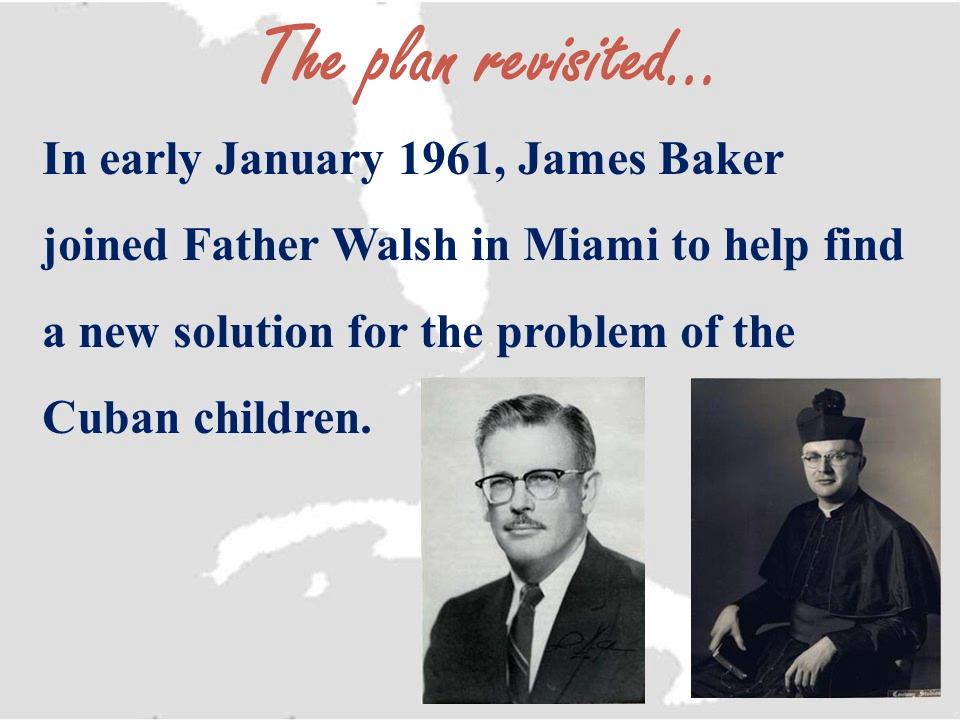 The plan revisited...
In early January 1961, James Baker
joined Father Walsh in Miami to help find
a new solution for the problem of the
Cuban children.